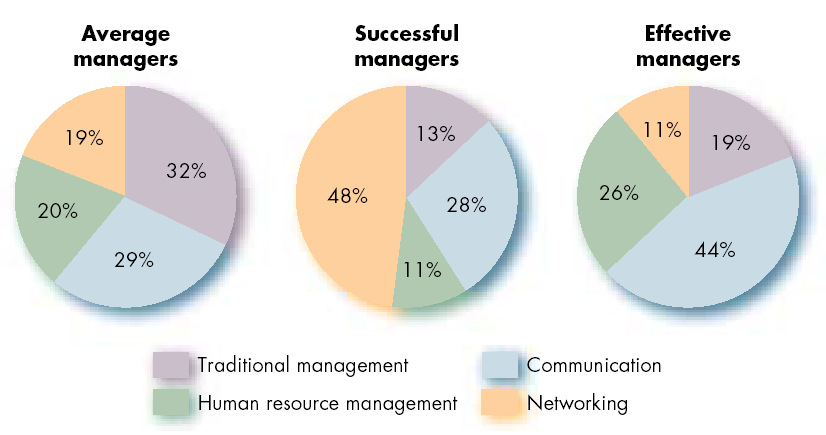 Average
managers
Successful
managers
Effective
managers
19%
32%
20%
29%
13%
48%
28%
11%
11%
19%
26%
44%
Traditional management
Communication
Human resource management
Networking